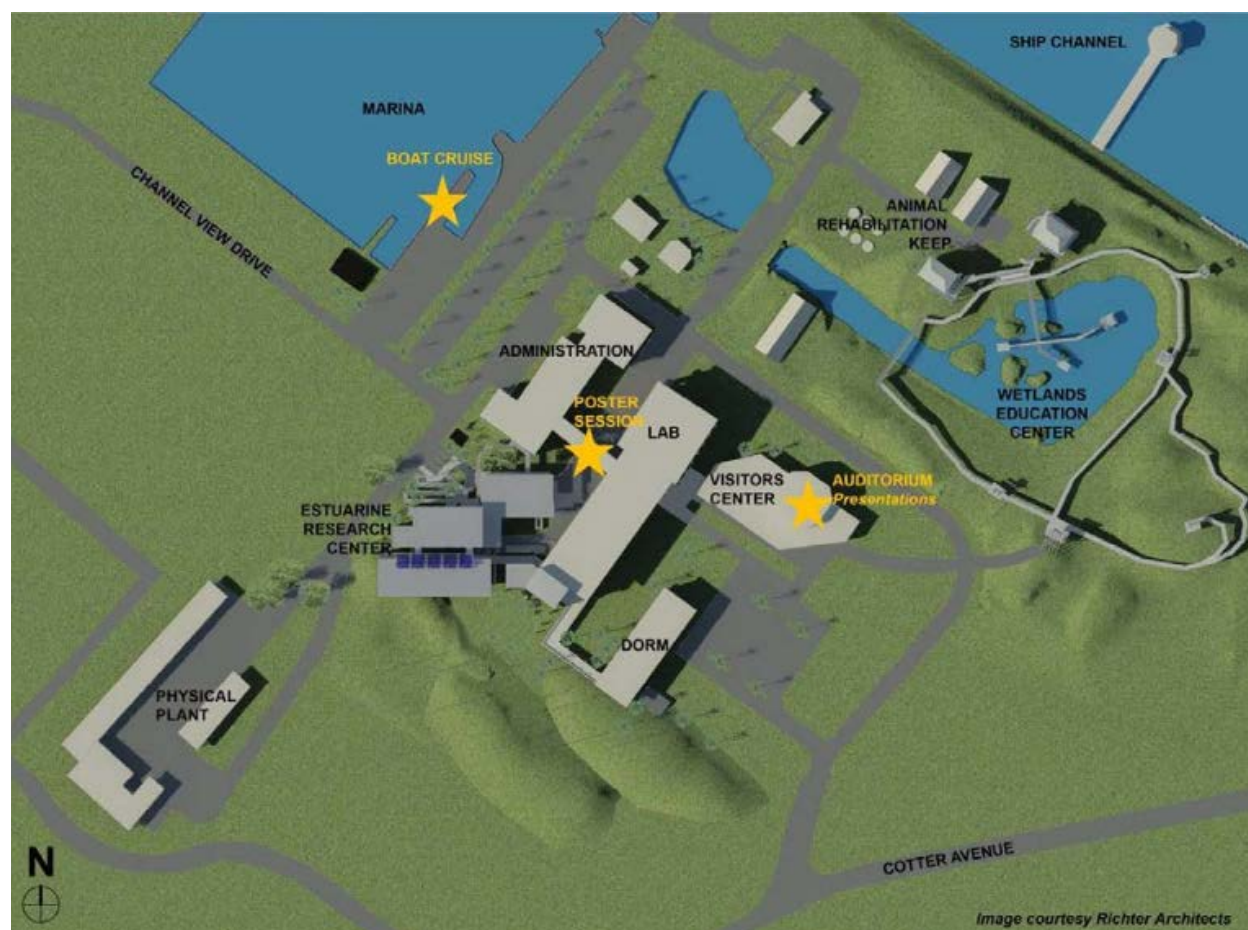 SHIP CHANNEL
MARINA
BOAT CRUISE
CHANNEL VIEW DRIVE
ANIMAL
REHABILITATION
KEEP
ADMINISTRATION
POSTER
SESSION
LAB
WETLANDS
EDUCATION
CENTER
VISITORS
CENTER
AUDITORIUM
Presentations
ESTUARINE
RESEARCH
CENTER
DORM
PHYSICAL
PLANT
N
COTTER AVENUE
Image courtesy Richter Architects